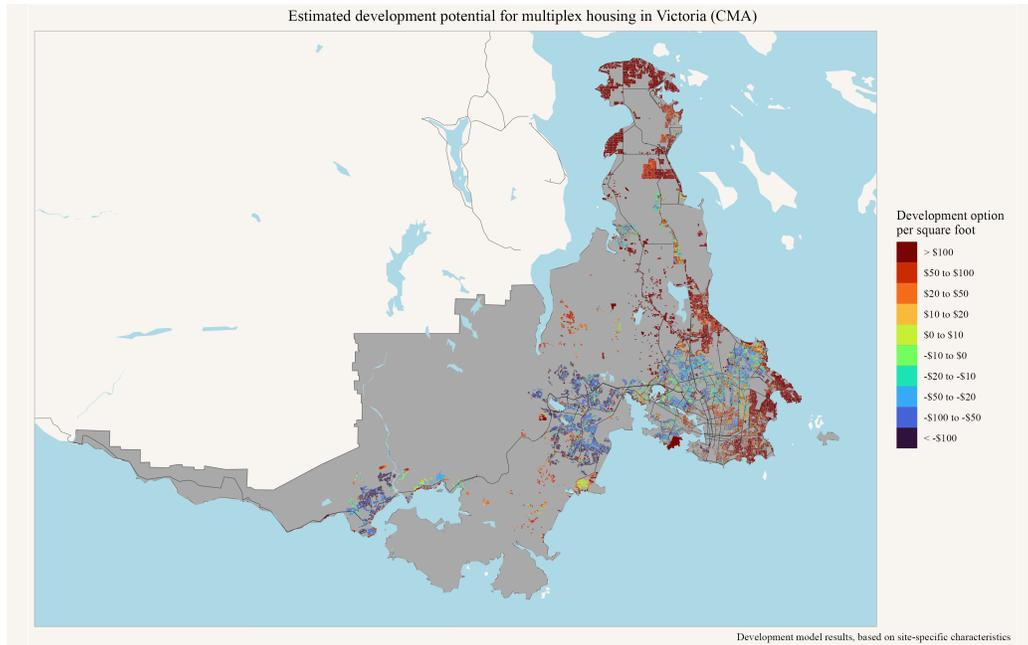 Estimated development potential for multiplex housing in Victoria (CMA)
Development option
per square foot
> $100
$50 to $100
$20 to $50
$10 to $20
$0 to $10
-$10 to $0
-$20 to -$10
-$50 to -$20
-$100 to -$50
< -$100
Development model results, based on site-specific characteristics